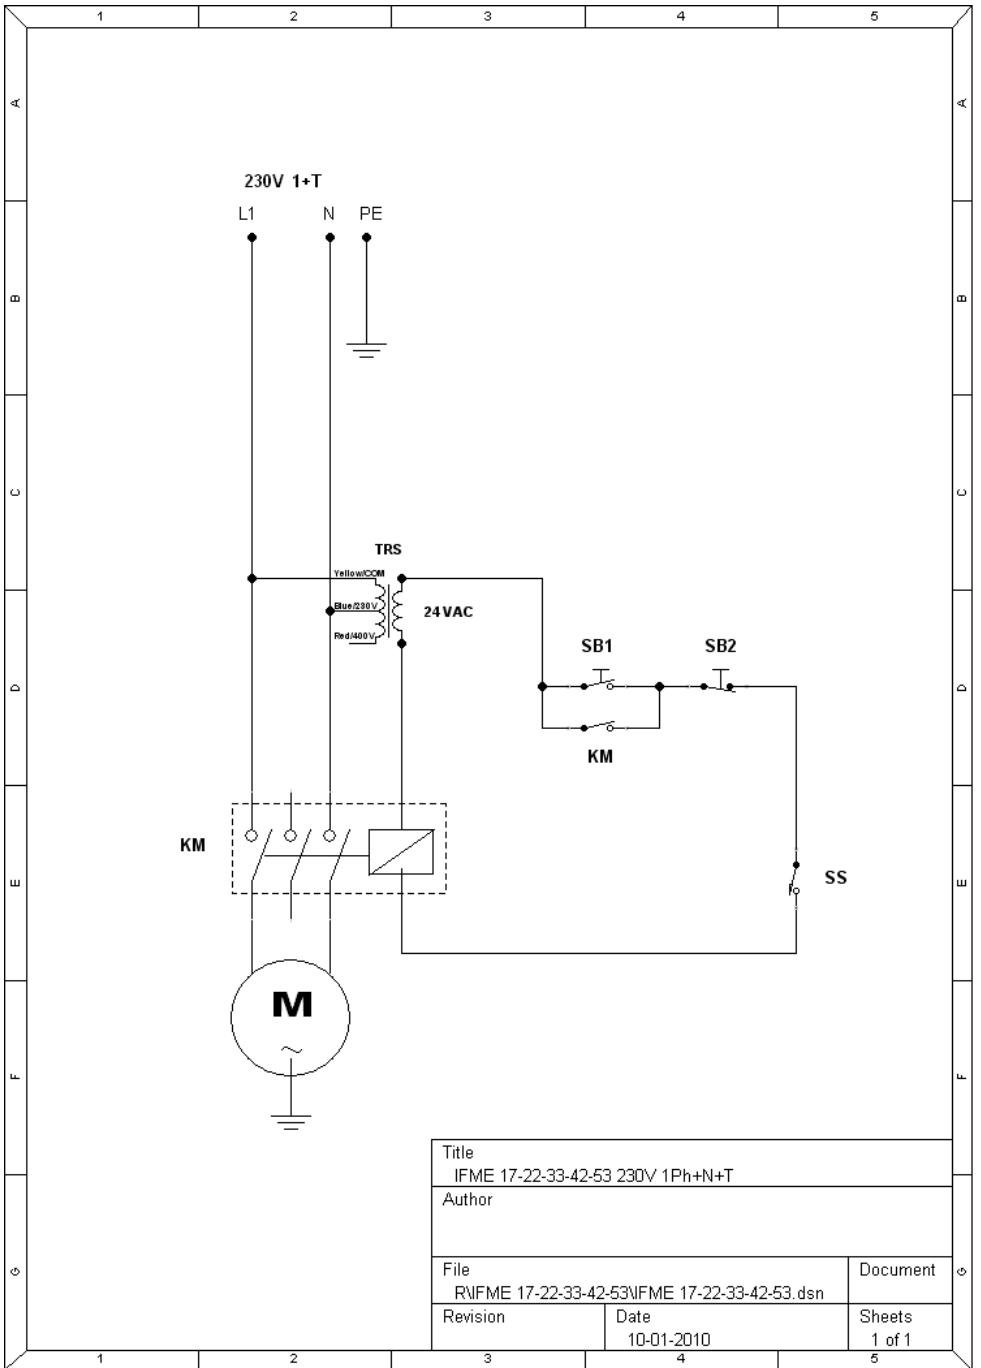 1 2 3 4 5
A A
230V 1+T
L1 N PE
B B
C C
TRS
Yellow/COM
Blue/230V
24VAC
Red/400V
SB1 SB2
D D
KM
KM
SS
E E
M
~
F F
Title
IFME 17-22-33-42-53 230V 1Ph+N+T
Author
File Document
R\IFME 17-22-33-42-53\IFME 17-22-33-42-53.dsn
G G
Revision Date Sheets
10-01-2010 1 of 1
1 2 3 4 5